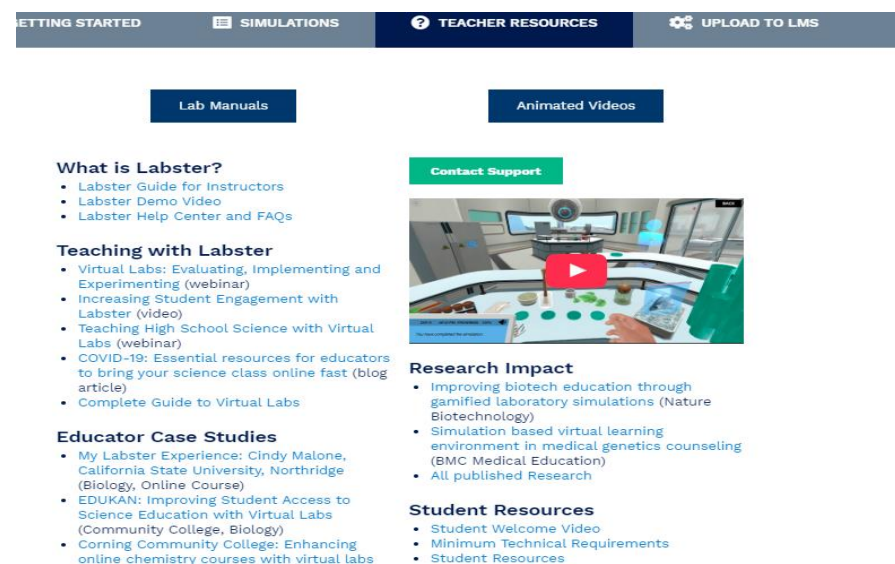 GETTING STARTED
SIMULATIONS
TEACHER RESOURCES
UPLOAD TO LMS
Lab Manuals
Animated Videos
What is Labster?
Labster Guide for Instructors
Labster Demo Video
Labster Help Center and FAQs
Teaching with Labster
Virtual Labs: Evaluating, Implementing and
Experimenting (webinar)
Increasing Student Engagement with
Labster (video)
Teaching High School Science with Virtual
Labs (webinar)
COVID-19: Essential resources for educators
to bring your science class online fast (blog
article)
Complete Guide to Virtual Labs
Educator Case Studies
My Labster Experience: Cindy Malone,
California State University, Northridge
(Biology, Online Course)
EDUKAN: Improving Student Access to
Science Education with Virtual Labs
(Community College, Biology)
Corning Community College: Enhancing
online chemistry courses with virtual labs
Contact Support
BACK
Research Impact
Improving biotech education through
gamified laboratory simulations (Nature
Biotechnology)
Simulation based virtual learning
environment in medical genetics counseling
(BMC Medical Education)
All published Research
Student Resources
Student Welcome Video
Minimum Technical Requirements
Student Resources